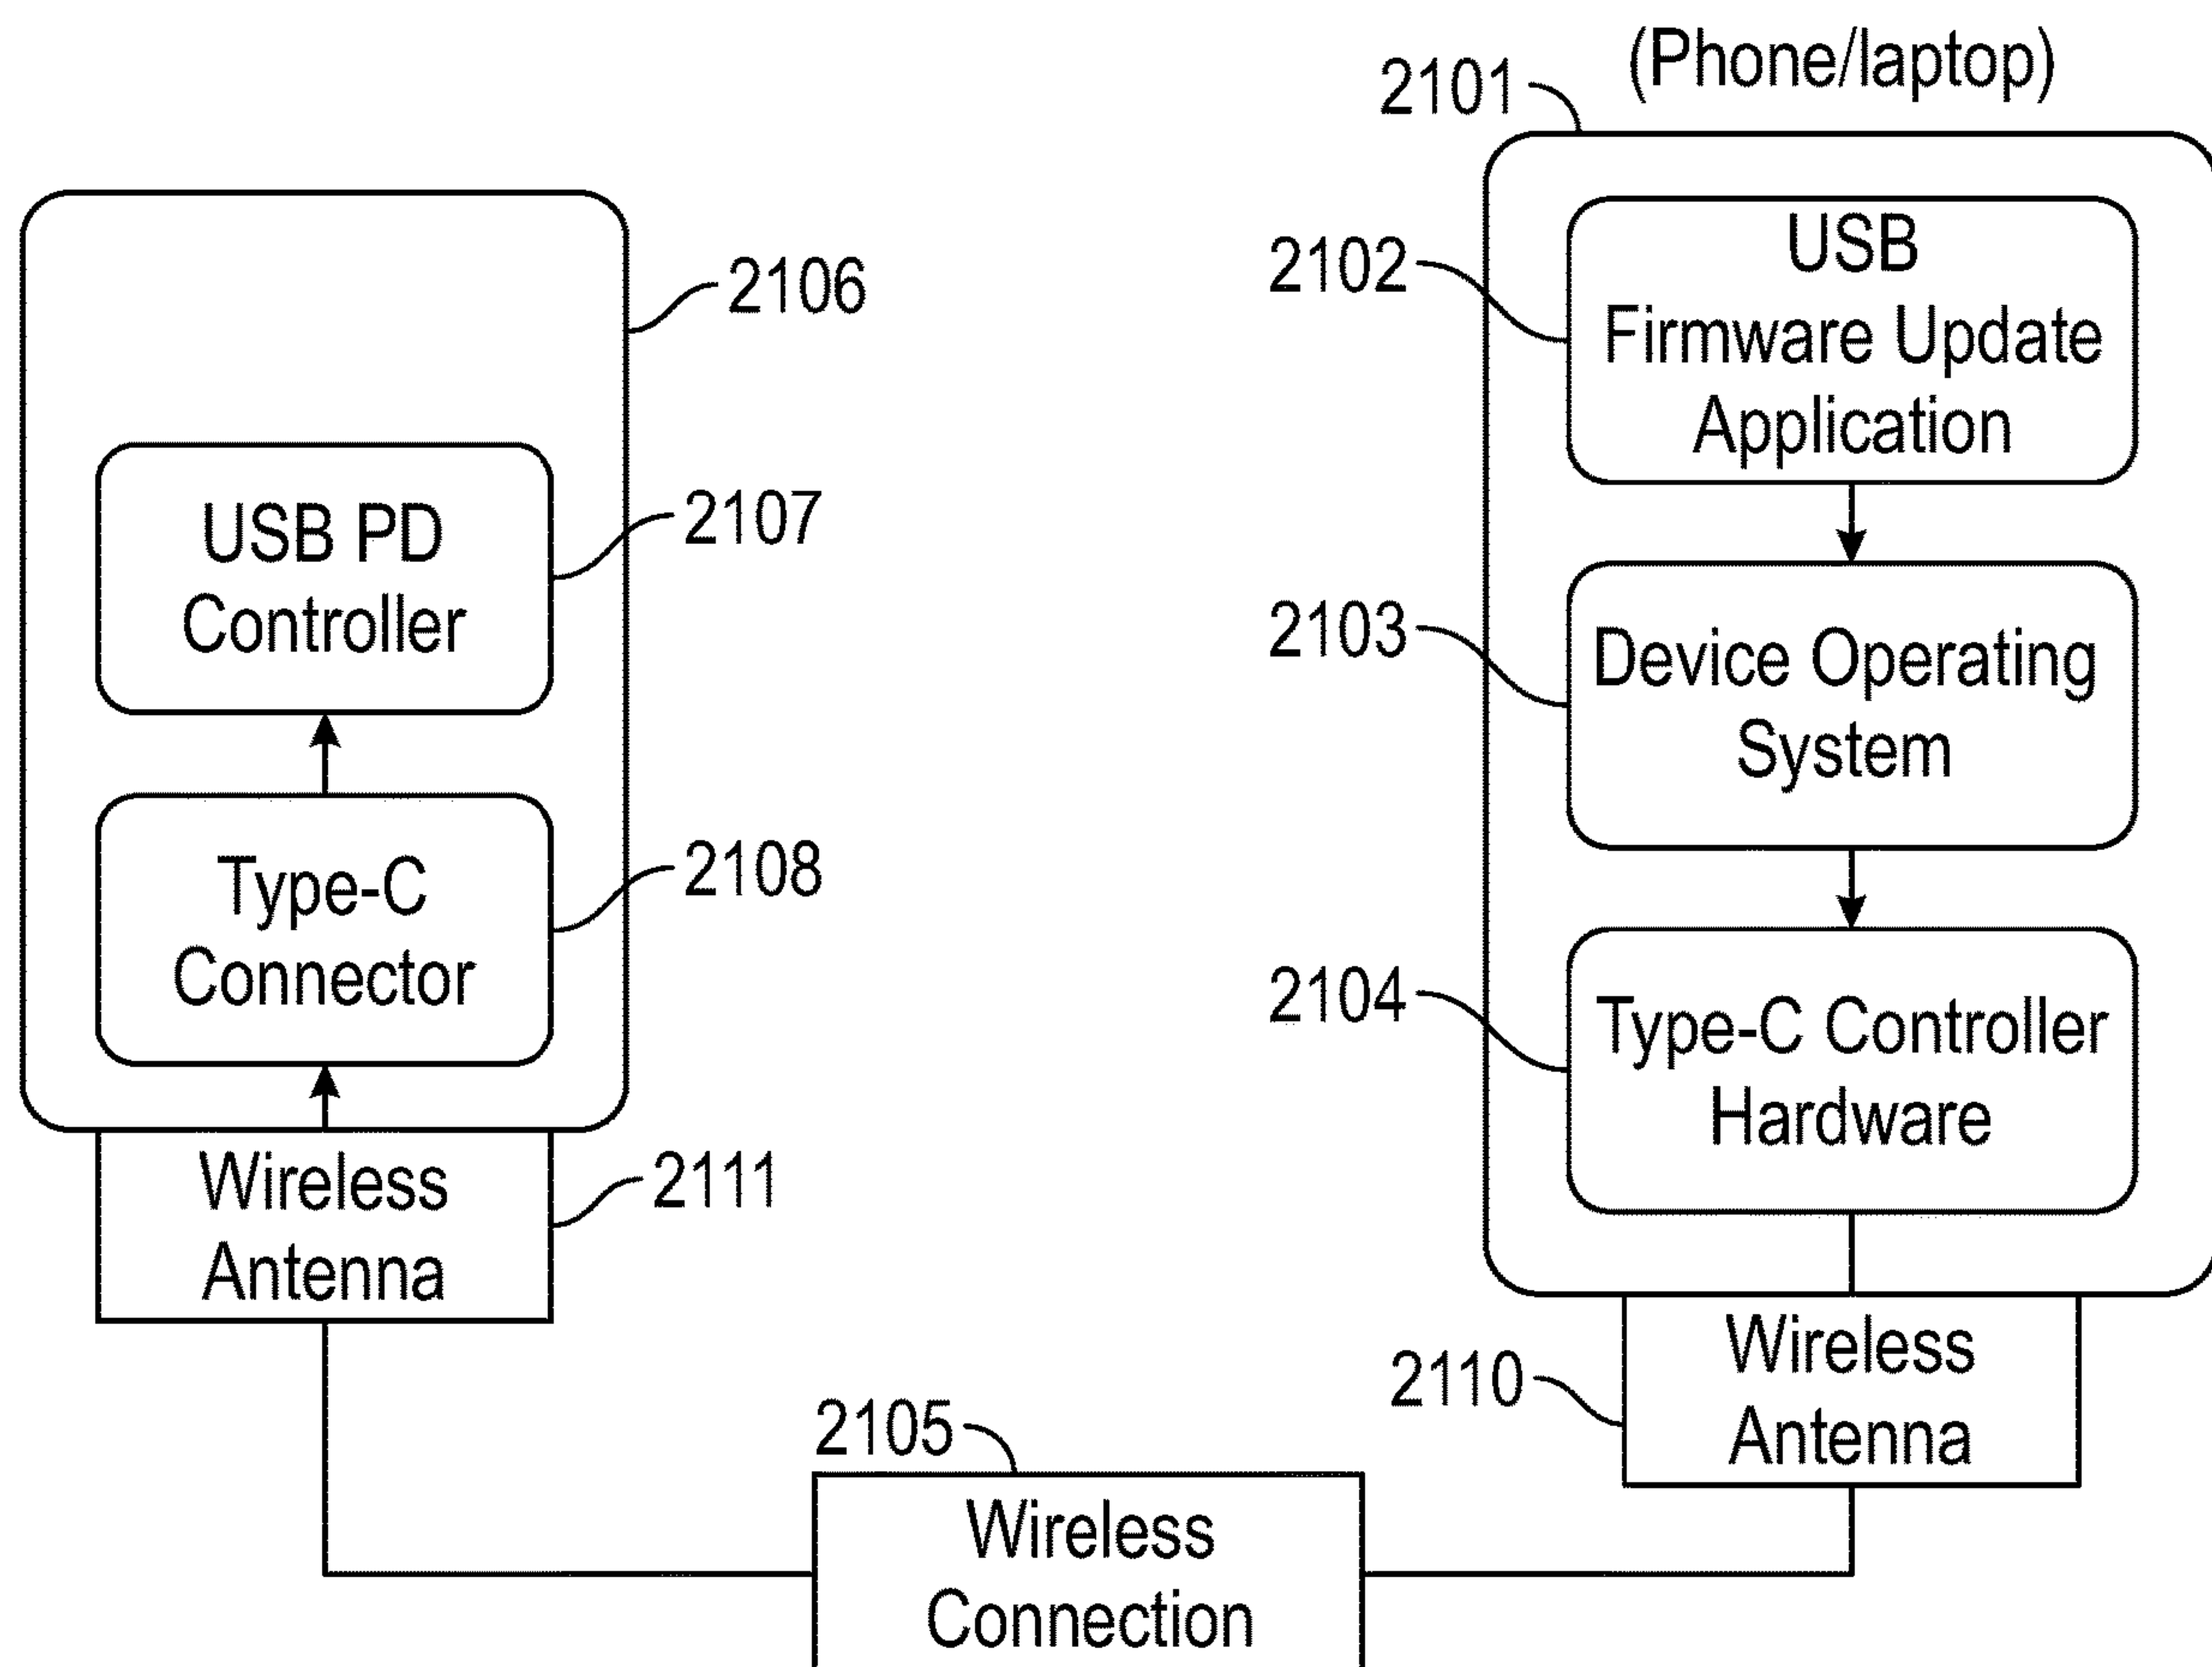 (Phone/laptop)
2101
USB
Firmware Update
Application
2102
Device Operating
System
2103
Type-C Controller
Hardware
2104
Wireless
Antenna
2110
2106
USB PD
Controller
2107
Type-C
Connector
2108
Wireless
Antenna
2111
2105
Wireless
Connection